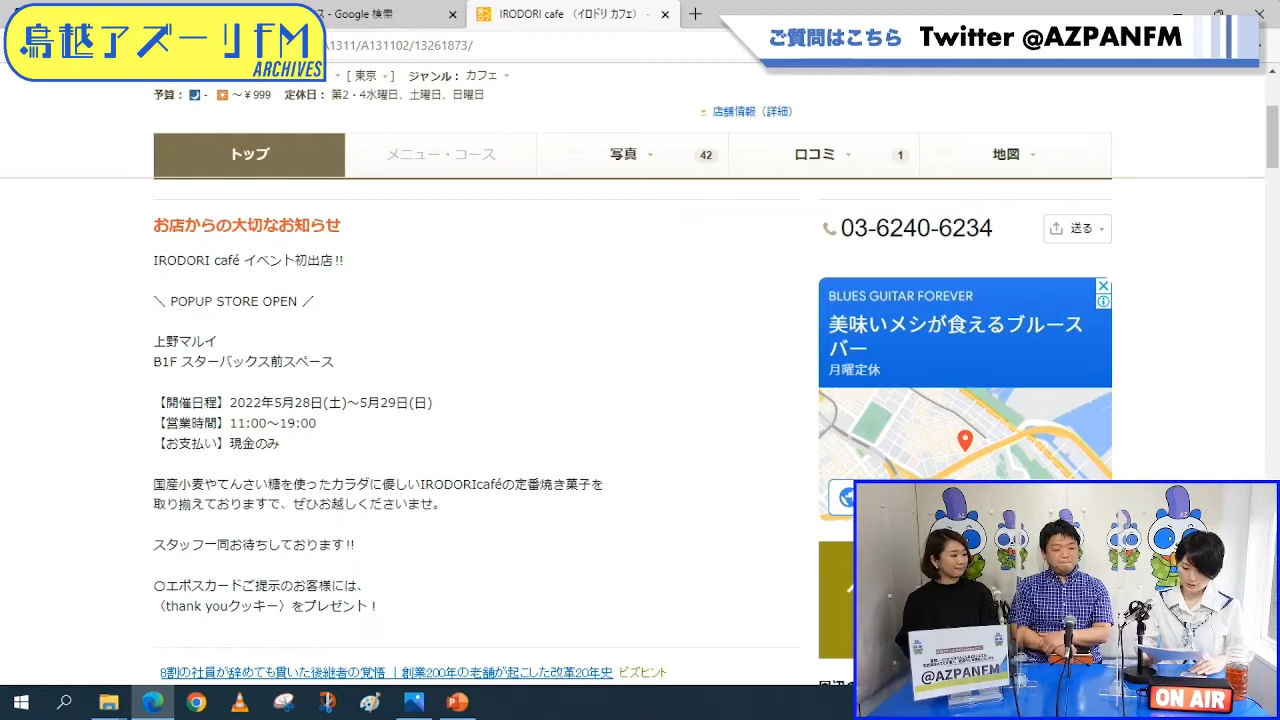 鳥越アズーリFM
ARCHIVES
ス - Google 検索
IRODORI cafe （イロドリ カフェ） -
ご質問はこちら Twitter @AZPANFM
A1311/A131102/13261873/
[ 東京 ] ジャンル： カフェ
予算： - ～￥999 定休日： 第2・4水曜日、土曜日、日曜日
店舗情報（詳細）
トップ メニュー・コース 写真 42 口コミ 1 地図
お店からの大切なお知らせ
03-6240-6234
送る
IRODORI café イベント初出店!!
＼ POPUP STORE OPEN ／
上野マルイ
B1F スターバックス前スペース
【開催日程】2022年5月28日(土)～5月29日(日)
【営業時間】11:00～19:00
【お支払い】現金のみ
国産小麦やてんさい糖を使ったカラダに優しいIRODORIcaféの定番焼き菓子を
取り揃えておりますで、ぜひお越しくださいませ。
スタッフ一同お待ちしております!!
〇エポスカードご提示のお客様には、
〈thank youクッキー〉をプレゼント！
8割の社員が辞めても貫いた後継者の覚悟 ｜創業200年の老舗が起こした改革20年史 ビズヒント
BLUES GUITAR FOREVER
美味いメシが食えるブルース
バー
月曜定休
@AZPANFM
ON AIR